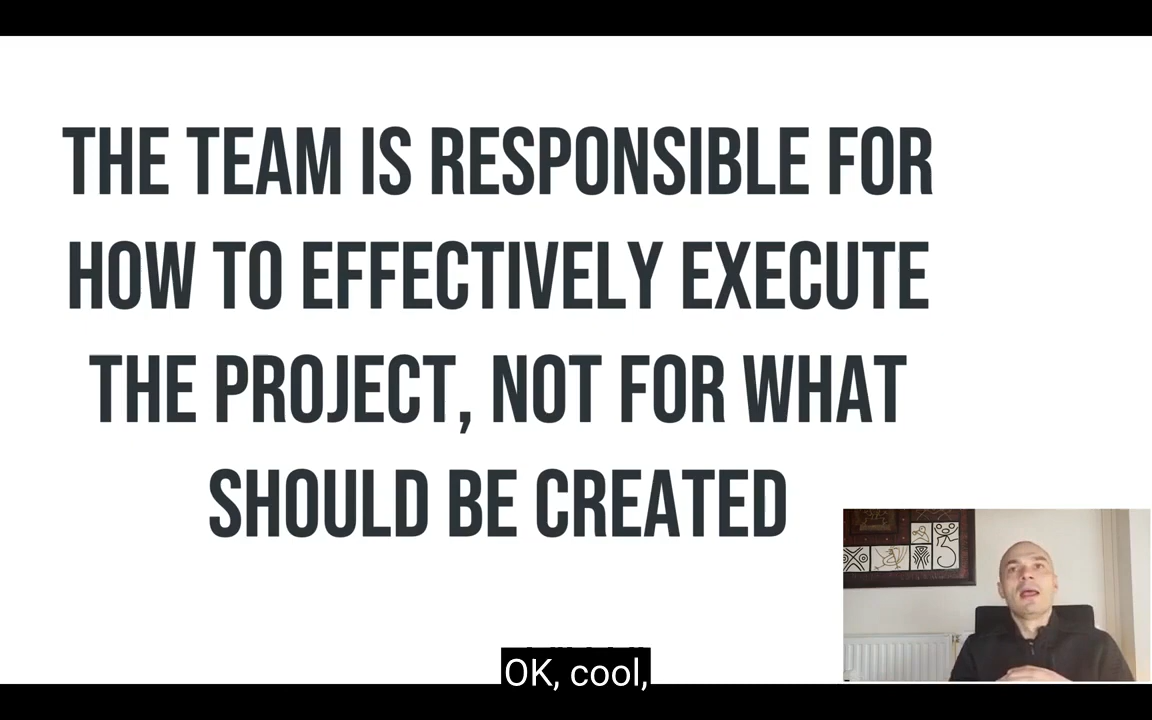 THE TEAM IS RESPONSIBLE FOR
HOW TO EFFECTIVELY EXECUTE
THE PROJECT, NOT FOR WHAT
SHOULD BE CREATED
OK, cool,